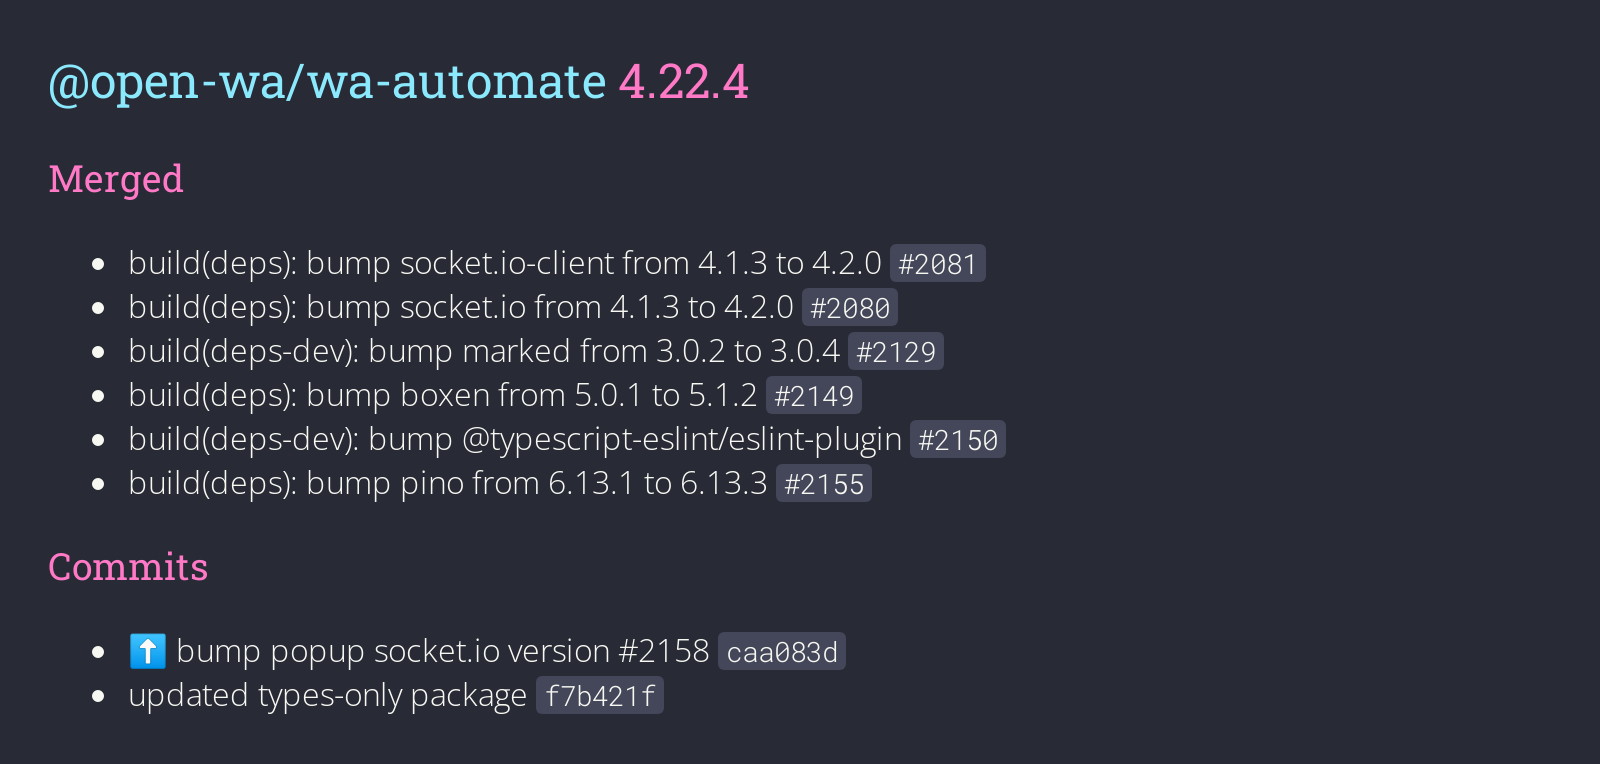 @open-wa/wa-automate 4.22.4
Merged
build(deps): bump socket.io-client from 4.1.3 to 4.2.0 #2081
build(deps): bump socket.io from 4.1.3 to 4.2.0 #2080
build(deps-dev): bump marked from 3.0.2 to 3.0.4 #2129
build(deps): bump boxen from 5.0.1 to 5.1.2 #2149
build(deps-dev): bump @typescript-eslint/eslint-plugin #2150
build(deps): bump pino from 6.13.1 to 6.13.3 #2155
Commits
⬆️ bump popup socket.io version #2158 caa083d
updated types-only package f7b421f